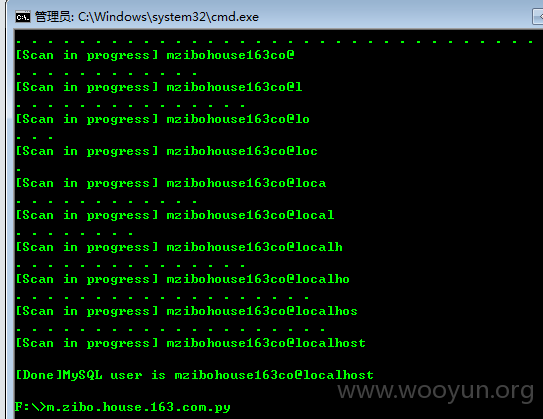 管理员: C:\Windows\system32\cmd.exe
. . . . . . . . . . . . . . . . . . . . . . . . . . . . . . . . .
[Scan in progress] mzibohouse163co@
. . . . . . . . . . . .
[Scan in progress] mzibohouse163co@l
. . . . . . . . . . . . . . .
[Scan in progress] mzibohouse163co@lo
. . .
[Scan in progress] mzibohouse163co@loc
.
[Scan in progress] mzibohouse163co@loca
. . . . . . . . . . . .
[Scan in progress] mzibohouse163co@local
. . . . . . . .
[Scan in progress] mzibohouse163co@localh
. . . . . . . . . . . . . . .
[Scan in progress] mzibohouse163co@localho
. . . . . . . . . . . . . . . . . . .
[Scan in progress] mzibohouse163co@localhos
. . . . . . . . . . . . . . . . . . . .
[Scan in progress] mzibohouse163co@localhost
[Done]MySQL user is mzibohouse163co@localhost
www.wooyun.org
F:\>m.zibo.house.163.com.py